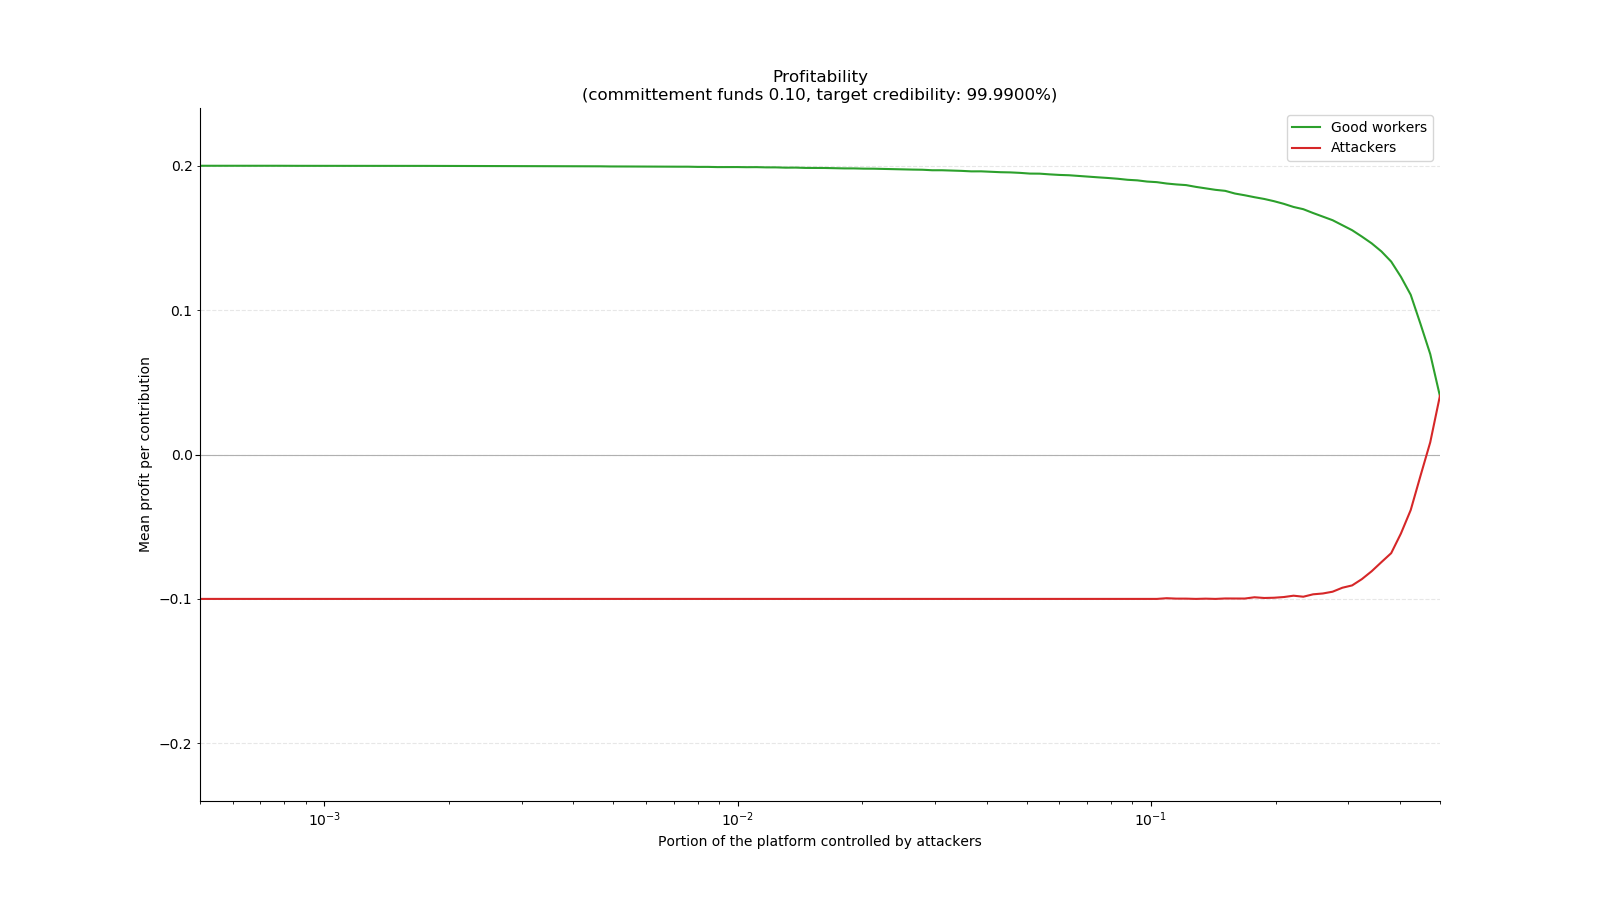 Profitability
(committement funds 0.10, target credibility: 99.9900%)
Good workers
Attackers
0.2
0.1
0.0
−0.1
−0.2
Mean profit per contribution
10⁻³
10⁻²
10⁻¹
Portion of the platform controlled by attackers